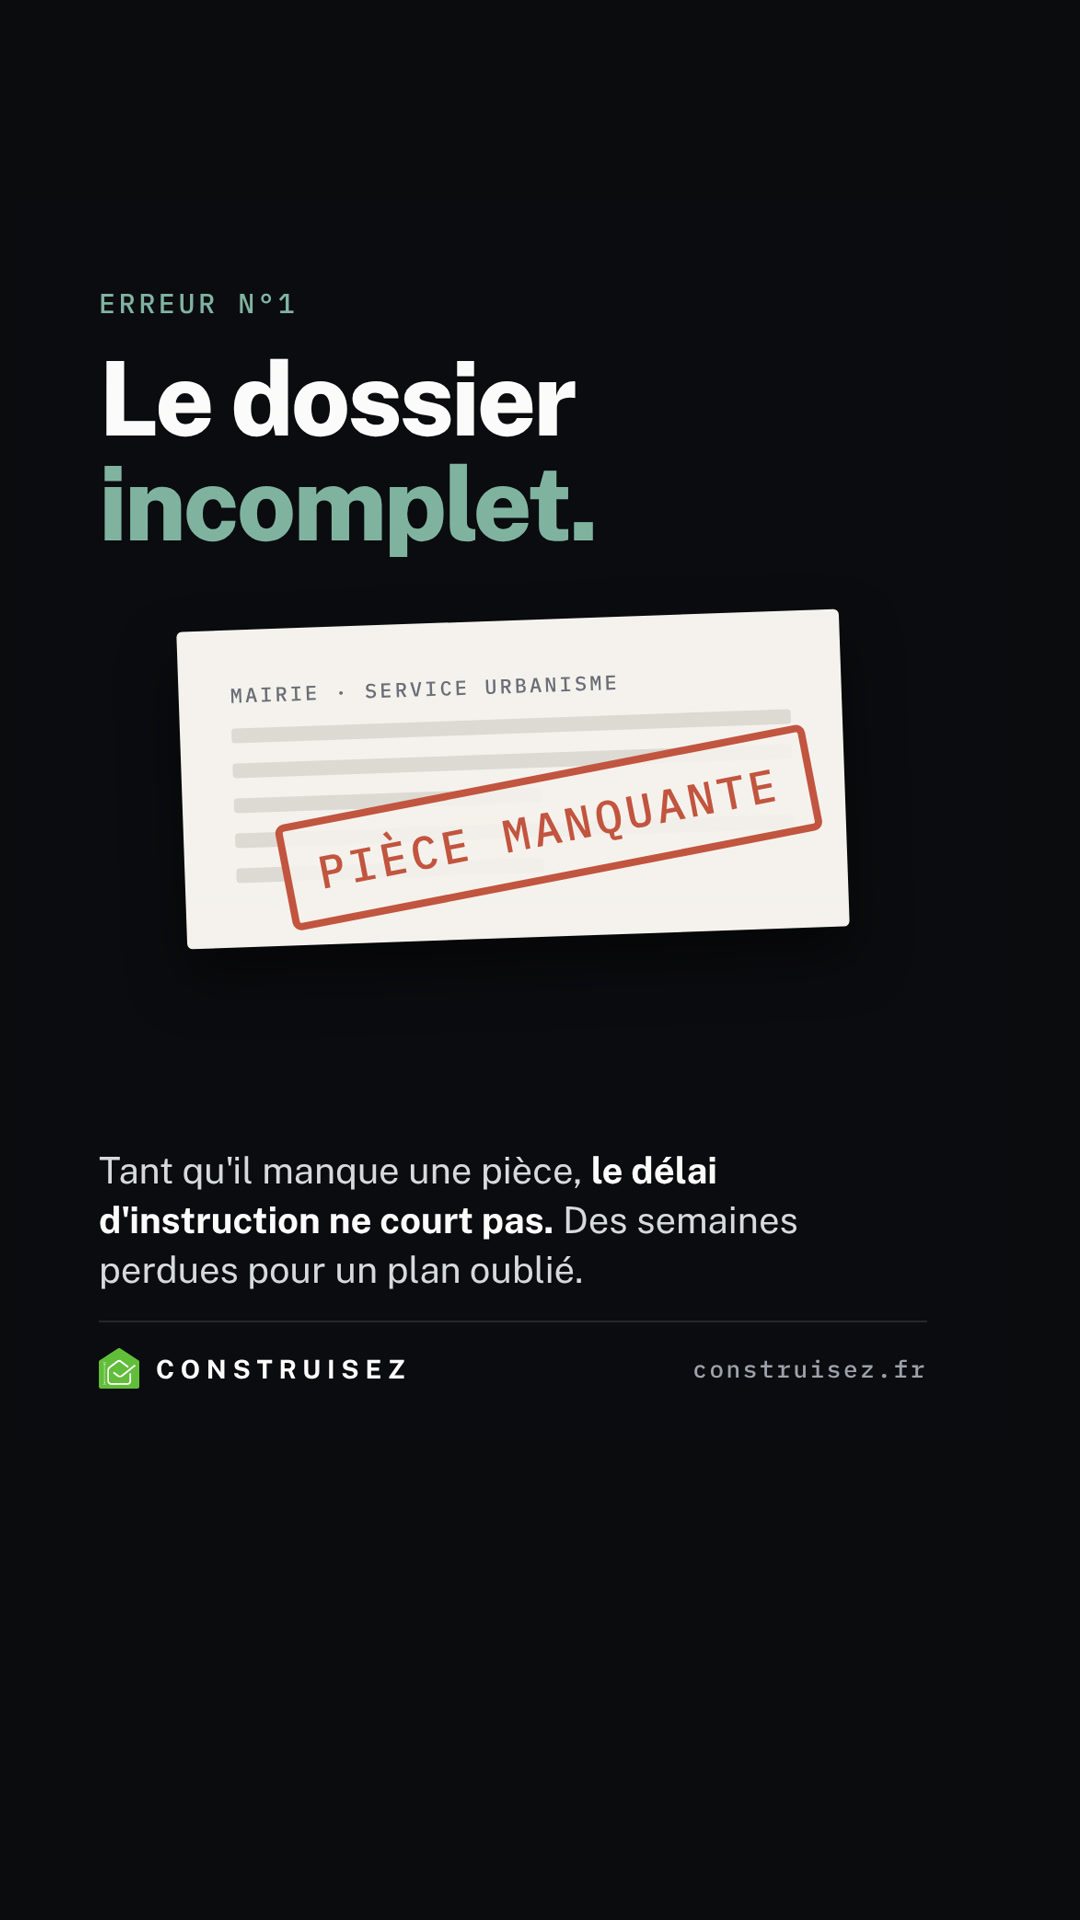 ERREUR N°1
Le dossier
incomplet.
MAIRIE · SERVICE URBANISME
PIÈCE MANQUANTE
Tant qu'il manque une pièce, le délai
d'instruction ne court pas. Des semaines
perdues pour un plan oublié.
CONSTRUISEZ
construisez.fr